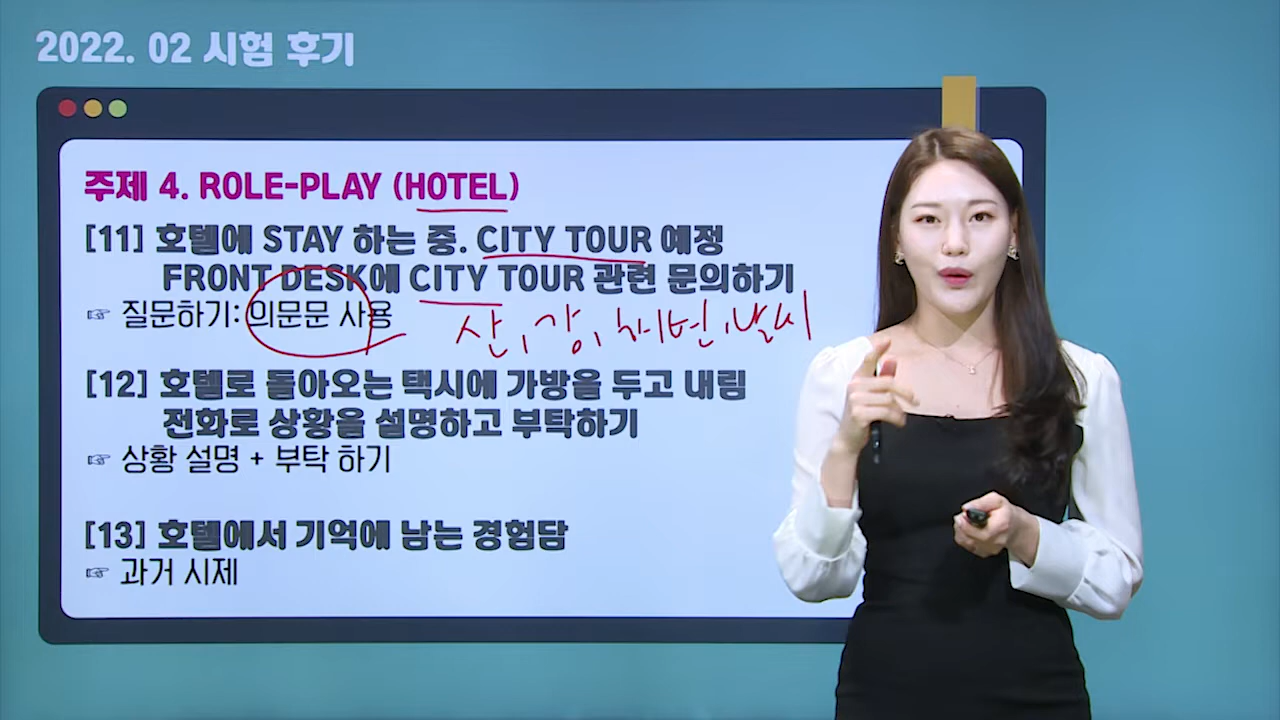 2022. 02 시험 후기
주제 4. ROLE-PLAY (HOTEL)
[11] 호텔에 STAY 하는 중. CITY TOUR 예정
FRONT DESK에 CITY TOUR 관련 문의하기
☞ 질문하기: 의문문 사용
산, 강, 해변, 날씨
[12] 호텔로 돌아오는 택시에 가방을 두고 내림
전화로 상황을 설명하고 부탁하기
☞ 상황 설명 + 부탁 하기
[13] 호텔에서 기억에 남는 경험담
☞ 과거 시제